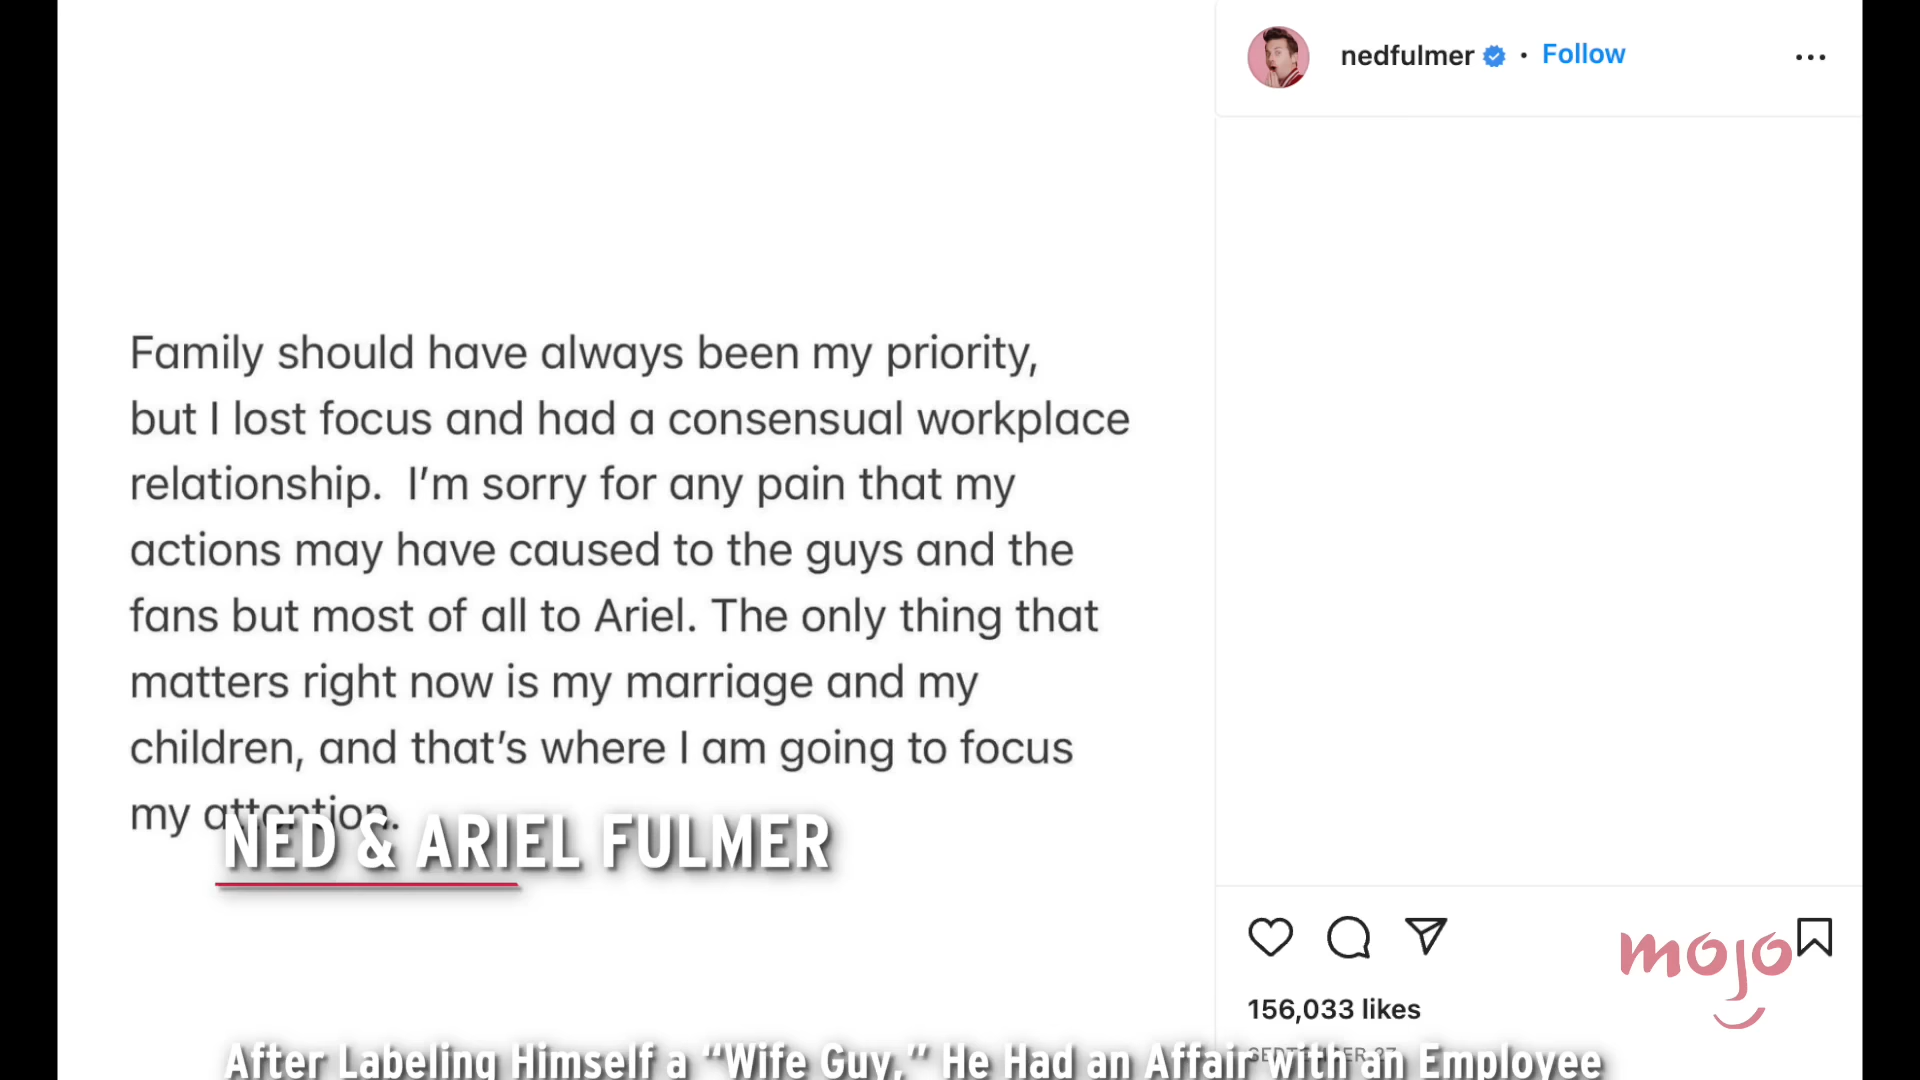 nedfulmer • Follow
Family should have always been my priority,
but I lost focus and had a consensual workplace
relationship.  I’m sorry for any pain that my
actions may have caused to the guys and the
fans but most of all to Ariel. The only thing that
matters right now is my marriage and my
children, and that’s where I am going to focus
my attention.
NED & ARIEL FULMER
mojo
156,033 likes
SEPTEMBER 27
After Labeling Himself a “Wife Guy,” He Had an Affair with an Employee